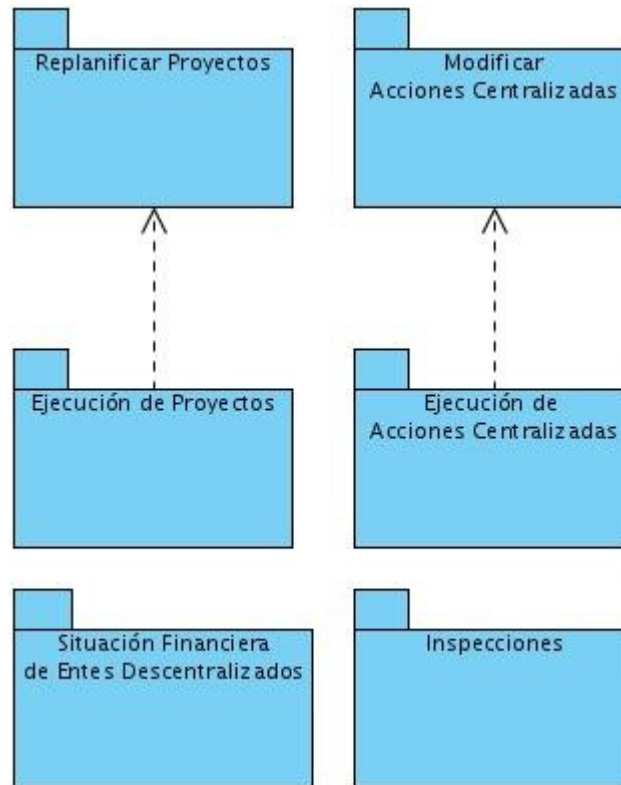 Replanificar Proyectos
Modificar
Acciones Centralizadas
Ejecución de Proyectos
Ejecución de
Acciones Centralizadas
Situación Financiera
de Entes Descentralizados
Inspecciones